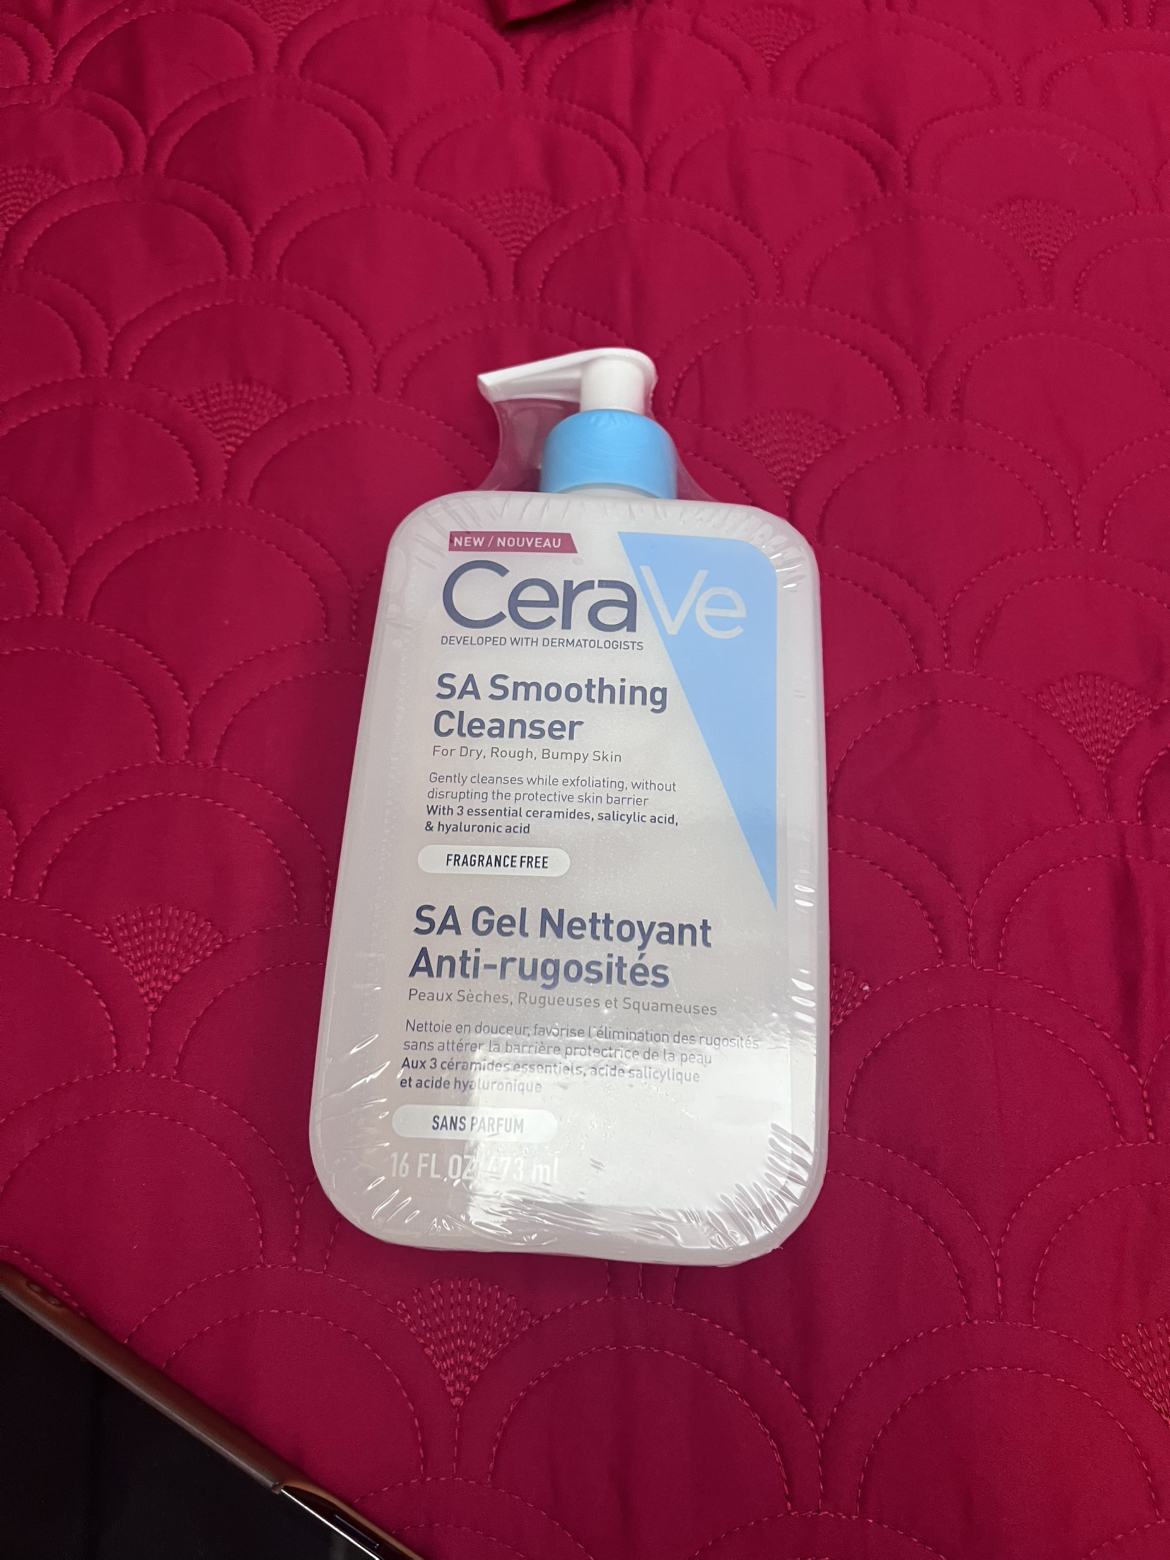 NEW / NOUVEAU
CeraVe
DEVELOPED WITH DERMATOLOGISTS
SA Smoothing
Cleanser
For Dry, Rough, Bumpy Skin
Gently cleanses while exfoliating, without
disrupting the protective skin barrier
With 3 essential ceramides, salicylic acid,
& hyaluronic acid
FRAGRANCE FREE
SA Gel Nettoyant
Anti-rugosités
Peaux Sèches, Rugueuses et Squameuses
Nettoie en douceur, favorise l'élimination des rugosités
sans attérer la barrière protectrice de la peau
Aux 3 céramides essentiels, acide salicylique
et acide hyaluronique
SANS PARFUM
16 FL OZ/473 ml